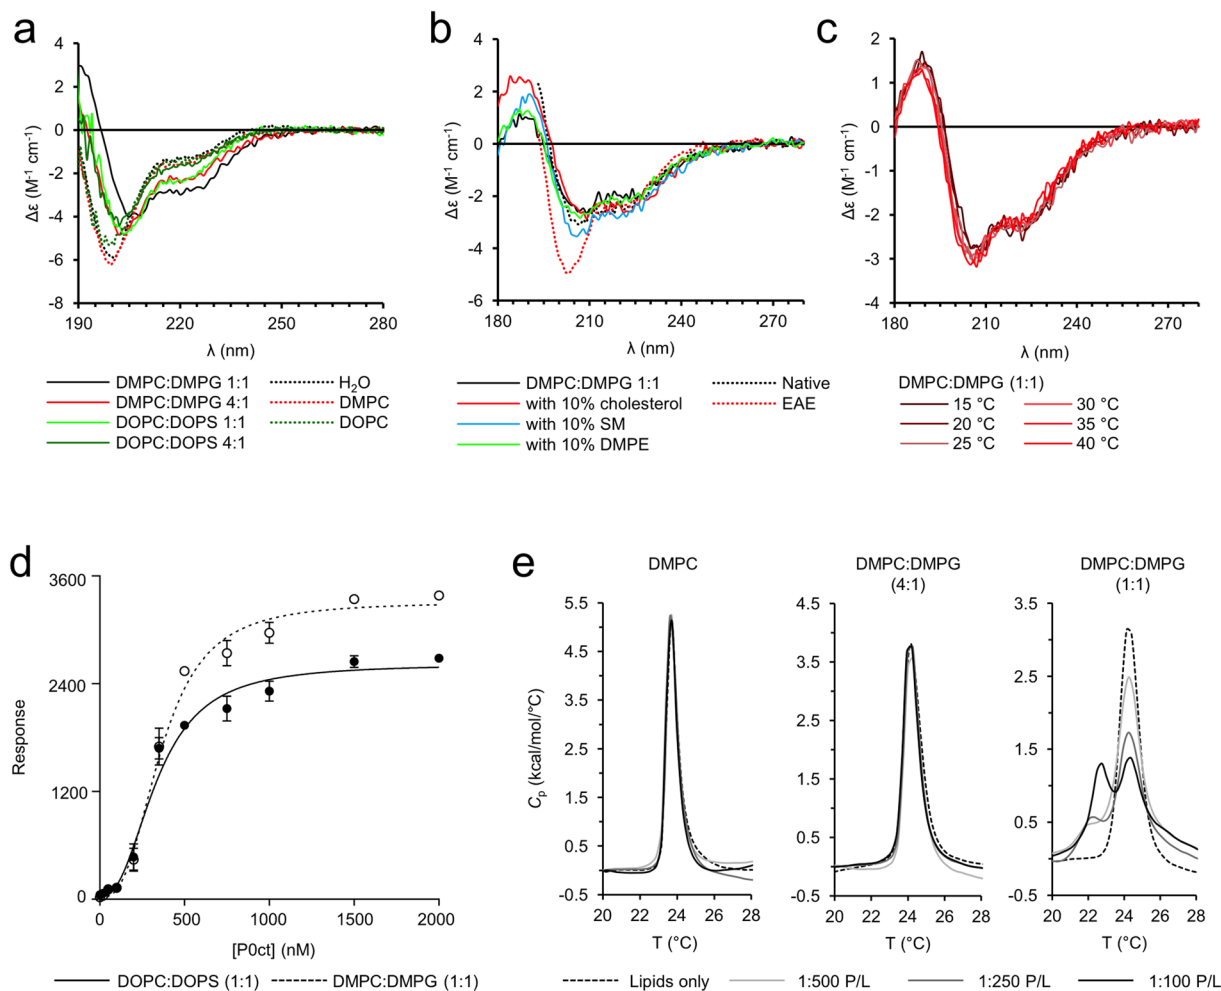 a
4
2
0
-2
-4
-6
-8
190
220
250
280
Δε (M⁻¹ cm⁻¹)
λ (nm)
DMPC:DMPG 1:1
DMPC:DMPG 4:1
DOPC:DOPS 1:1
DOPC:DOPS 4:1
H₂O
DMPC
DOPC
b
4
2
0
-2
-4
-6
180
210
240
270
Δε (M⁻¹ cm⁻¹)
λ (nm)
DMPC:DMPG 1:1
with 10% cholesterol
with 10% SM
with 10% DMPE
Native
EAE
c
2
1
0
-1
-2
-3
-4
180
210
240
270
Δε (M⁻¹ cm⁻¹)
λ (nm)
DMPC:DMPG (1:1)
15 °C
20 °C
25 °C
30 °C
35 °C
40 °C
d
3600
2400
1200
0
0
500
1000
1500
2000
Response
[P0ct] (nM)
DOPC:DOPS (1:1)
DMPC:DMPG (1:1)
e
DMPC
5.5
4.5
3.5
2.5
1.5
0.5
-0.5
20
22
24
26
28
Cₚ (kcal/mol/°C)
T (°C)
DMPC:DMPG
(4:1)
4.5
3.5
2.5
1.5
0.5
-0.5
20
22
24
26
28
T (°C)
DMPC:DMPG
(1:1)
3.5
2.5
1.5
0.5
-0.5
20
22
24
26
28
T (°C)
Lipids only
1:500 P/L
1:250 P/L
1:100 P/L